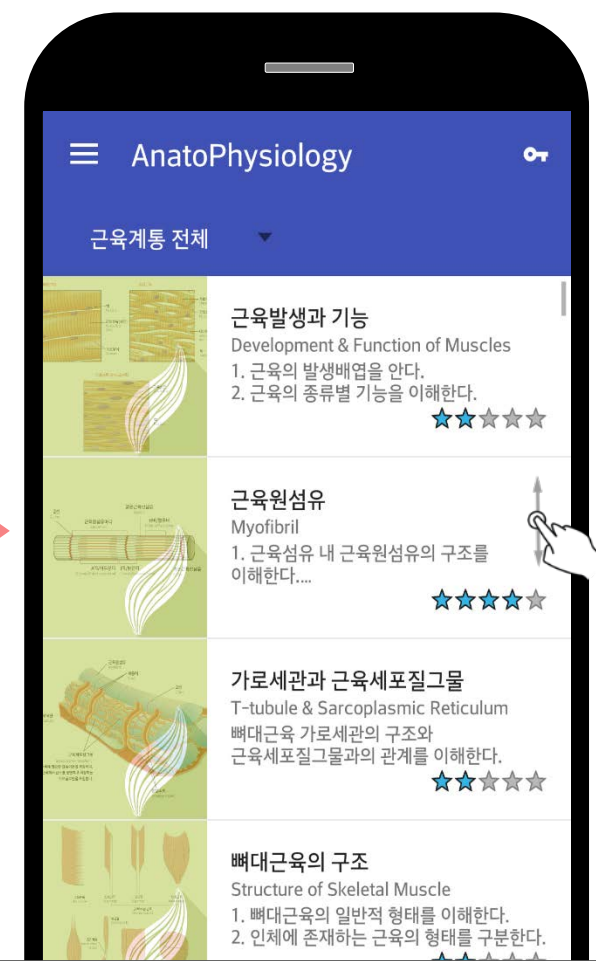 AnatoPhysiology
근육계통 전체
근육발생과 기능
Development & Function of Muscles
1. 근육의 발생배엽을 안다.
2. 근육의 종류별 기능을 이해한다.
근육원섬유
Myofibril
1. 근육섬유 내 근육원섬유의 구조를
이해한다....
가로세관과 근육세포질그물
T-tubule & Sarcoplasmic Reticulum
뼈대근육 가로세관의 구조와
근육세포질그물과의 관계를 이해한다.
뼈대근육의 구조
Structure of Skeletal Muscle
1. 뼈대근육의 일반적 형태를 이해한다.
2. 인체에 존재하는 근육의 형태를 구분한다.